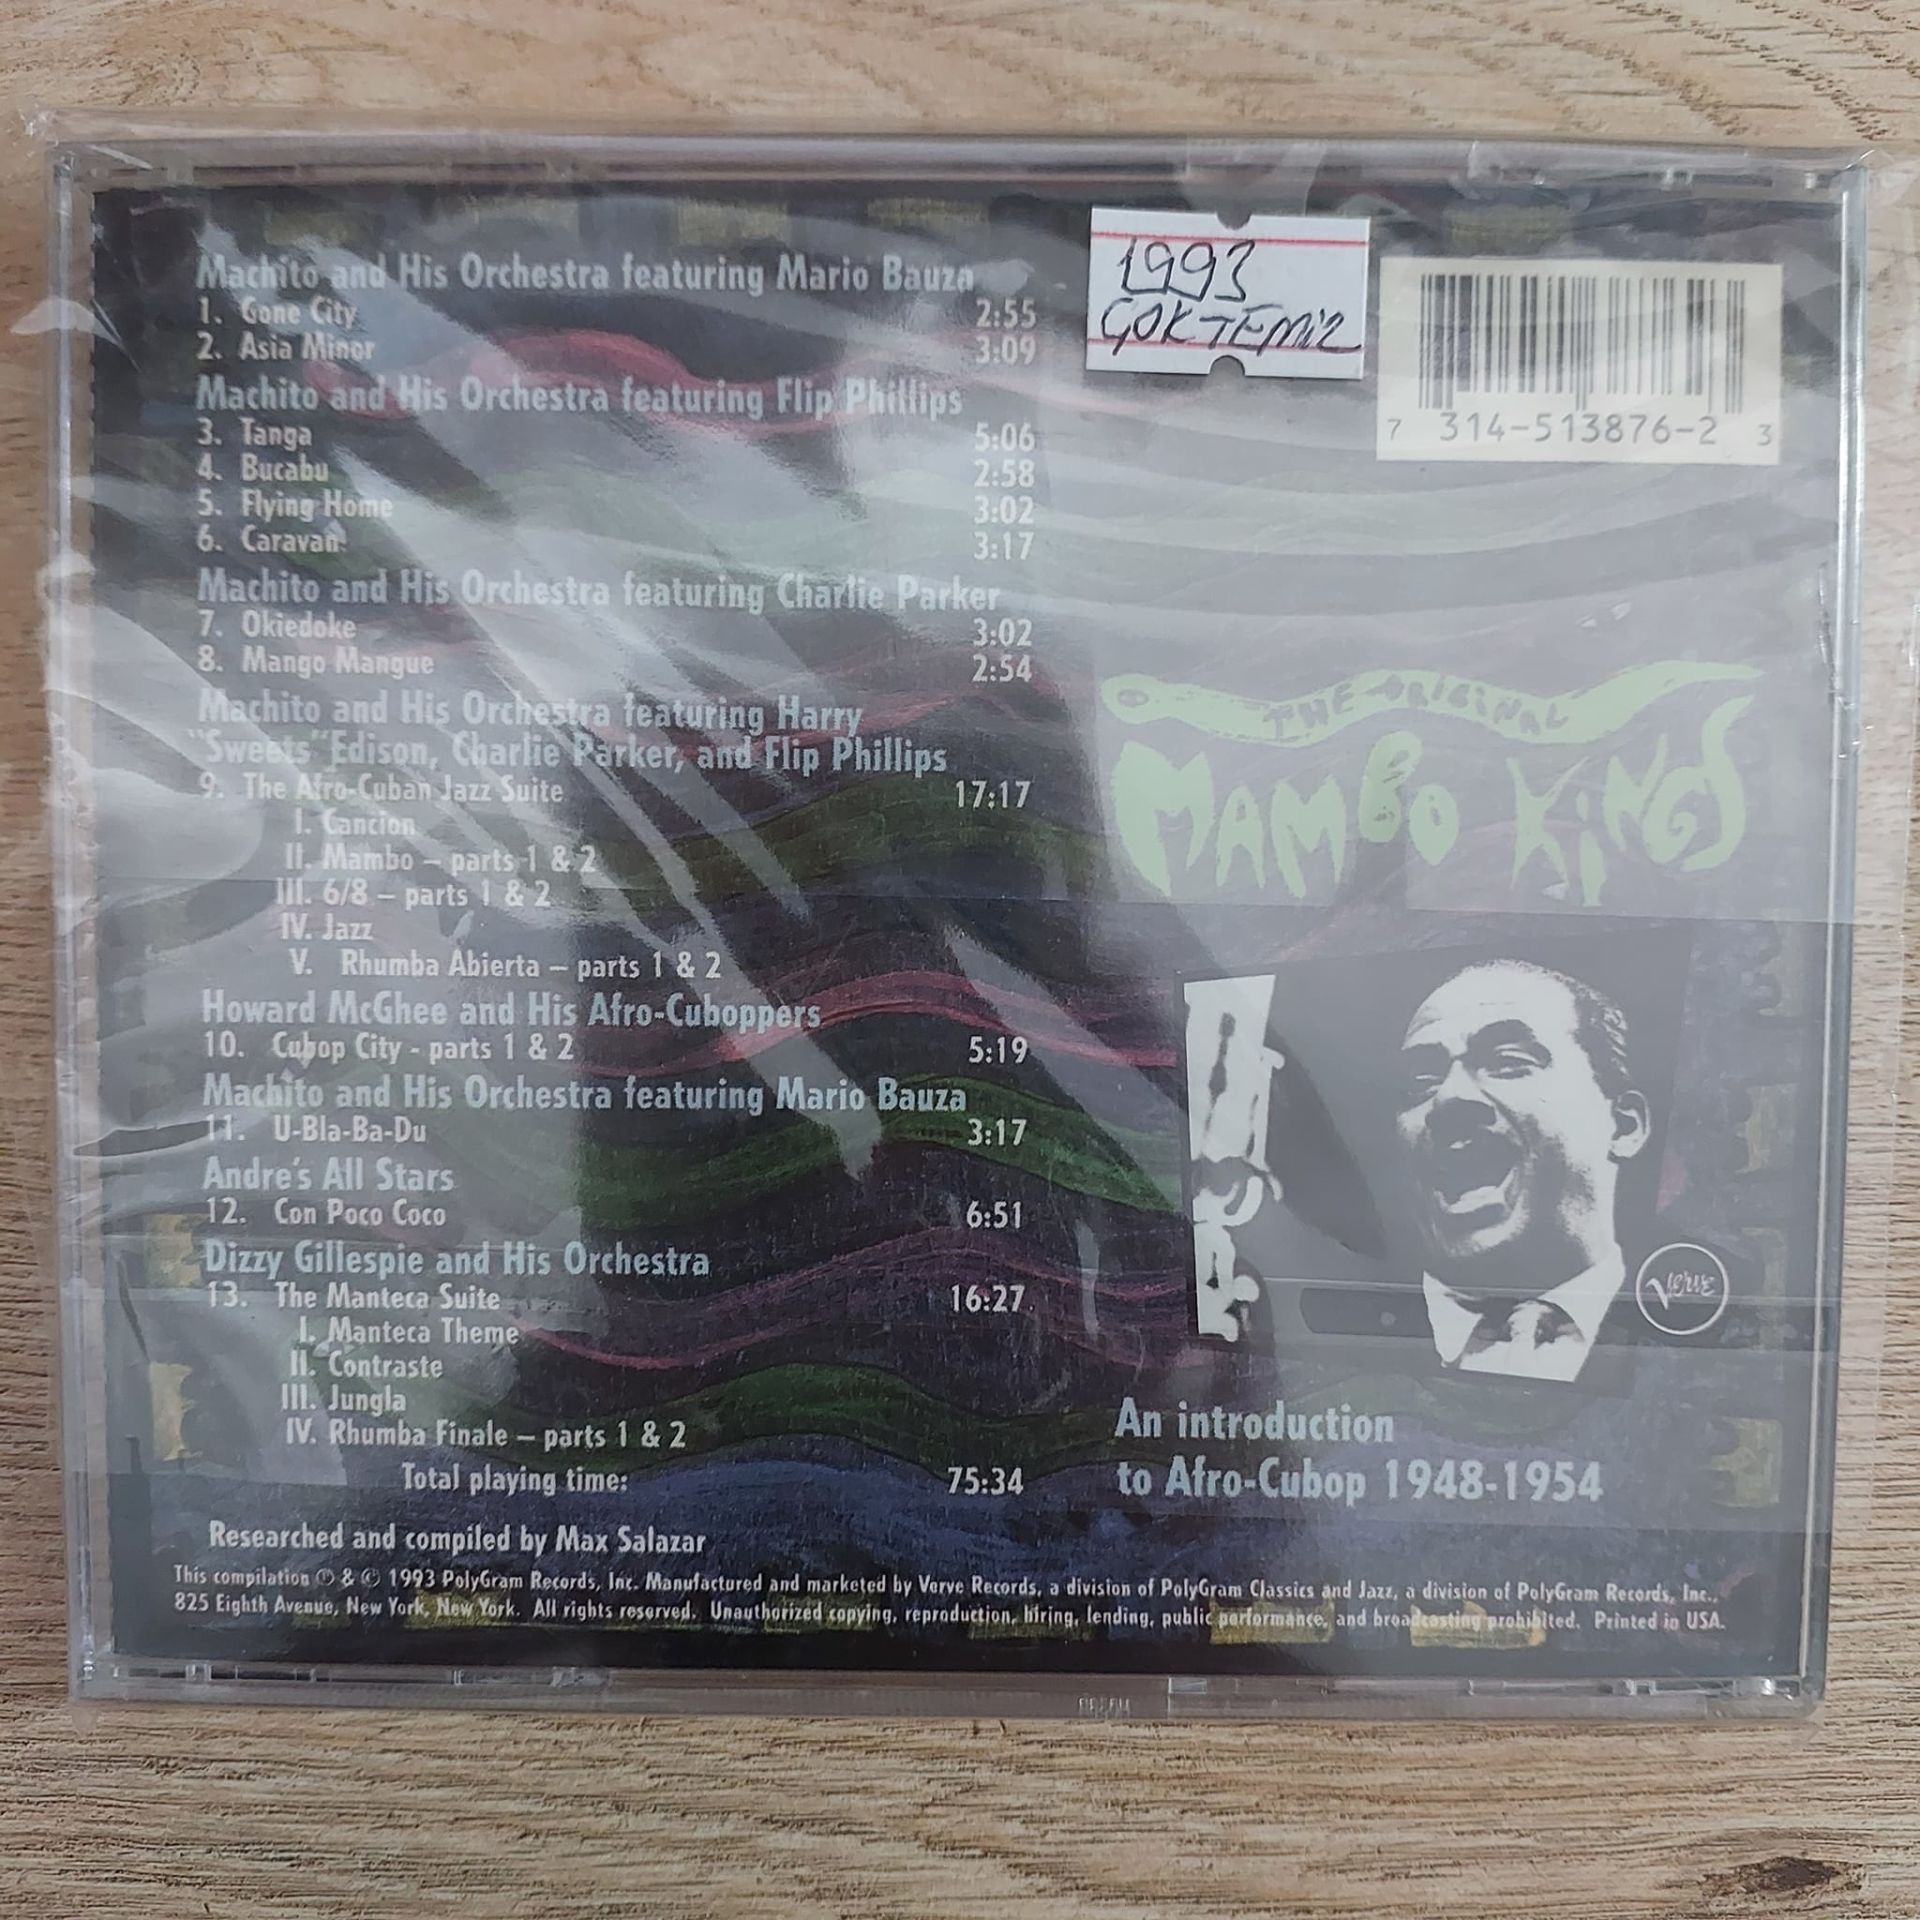 Machito and His Orchestra featuring Mario Bauza
1. Gone City 2:55
2. Asia Minor 3:09
Machito and His Orchestra featuring Flip Phillips
3. Tanga 5:06
4. Bucabu 2:58
5. Flying Home 3:02
6. Caravan 3:17
Machito and His Orchestra featuring Charlie Parker
7. Okiedoke 3:02
8. Mango Mangue 2:54
Machito and His Orchestra featuring Harry
"Sweets" Edison, Charlie Parker, and Flip Phillips
9. The Afro-Cuban Jazz Suite 17:17
I. Cancion
II. Mambo – parts 1 & 2
III. 6/8 – parts 1 & 2
IV. Jazz
V. Rhumba Abierta – parts 1 & 2
Howard McGhee and His Afro-Cuboppers
10. Cubop City - parts 1 & 2 5:19
Machito and His Orchestra featuring Mario Bauza
11. U-Bla-Ba-Du 3:17
Andre's All Stars
12. Con Poco Coco 6:51
Dizzy Gillespie and His Orchestra
13. The Manteca Suite 16:27
I. Manteca Theme
II. Contraste
III. Jungla
IV. Rhumba Finale – parts 1 & 2
Total playing time: 75:34
Researched and compiled by Max Salazar
This compilation ℗ & © 1993 PolyGram Records, Inc. Manufactured and marketed by Verve Records, a division of PolyGram Classics and Jazz, a division of PolyGram Records, Inc.,
825 Eighth Avenue, New York, New York. All rights reserved. Unauthorized copying, reproduction, hiring, lending, public performance, and broadcasting prohibited. Printed in USA.
1993
ÇOK TEMiZ
7 314-513876-2 3
THE ORIGINAL
MAMBO KiNGS
Verve
An introduction
to Afro-Cubop 1948-1954